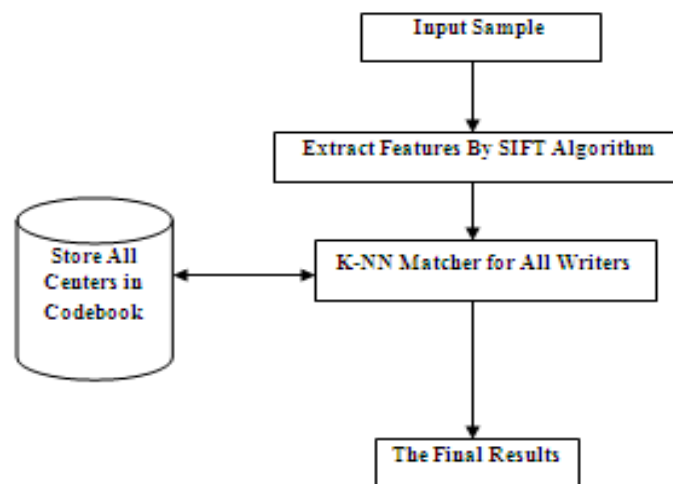 Input Sample
Extract Features By SIFT Algorithm
Store All
Centers in
Codebook
K-NN Matcher for All Writers
The Final Results